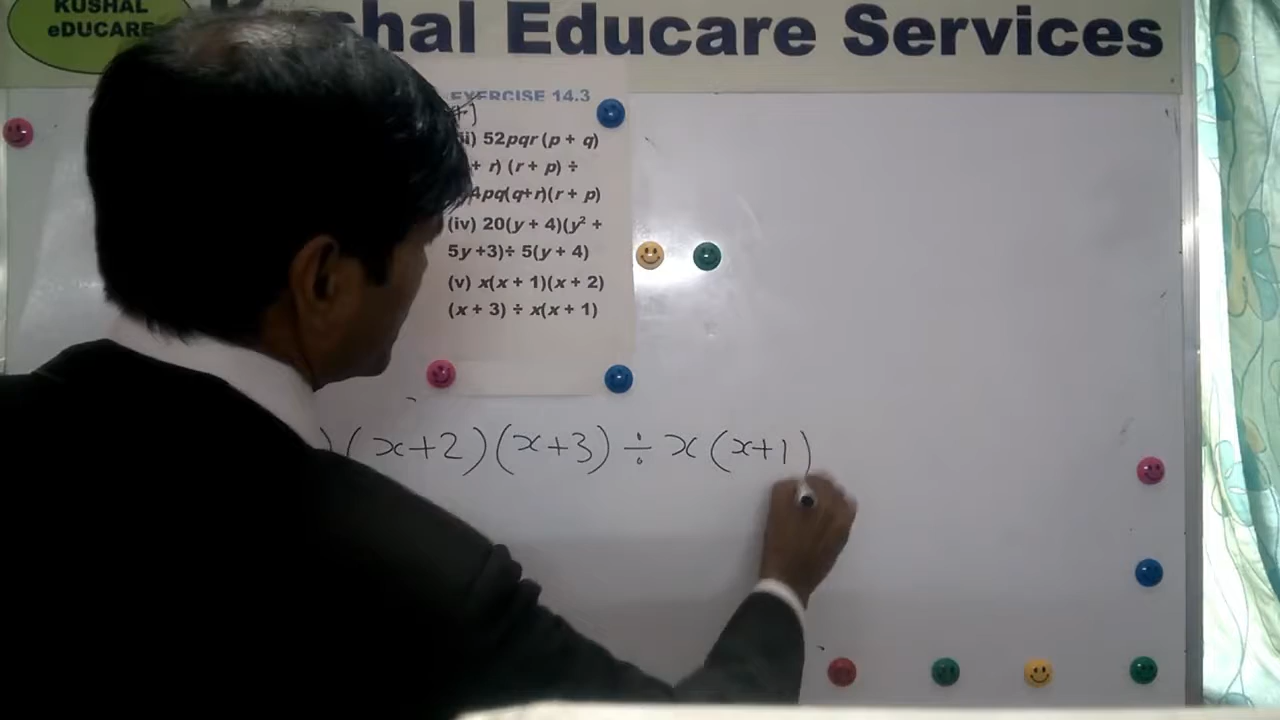 KUSHAL
eDUCARE
Kushal Educare Services
EXERCISE 14.3
52pqr (p + q)
+ r) (r + p) ÷
4pq(q+r)(r + p)
(iv) 20(y + 4)(y² +
5y +3)÷ 5(y + 4)
(v) x(x + 1)(x + 2)
(x + 3) ÷ x(x + 1)
)(x+2)(x+3) ÷ x(x+1)